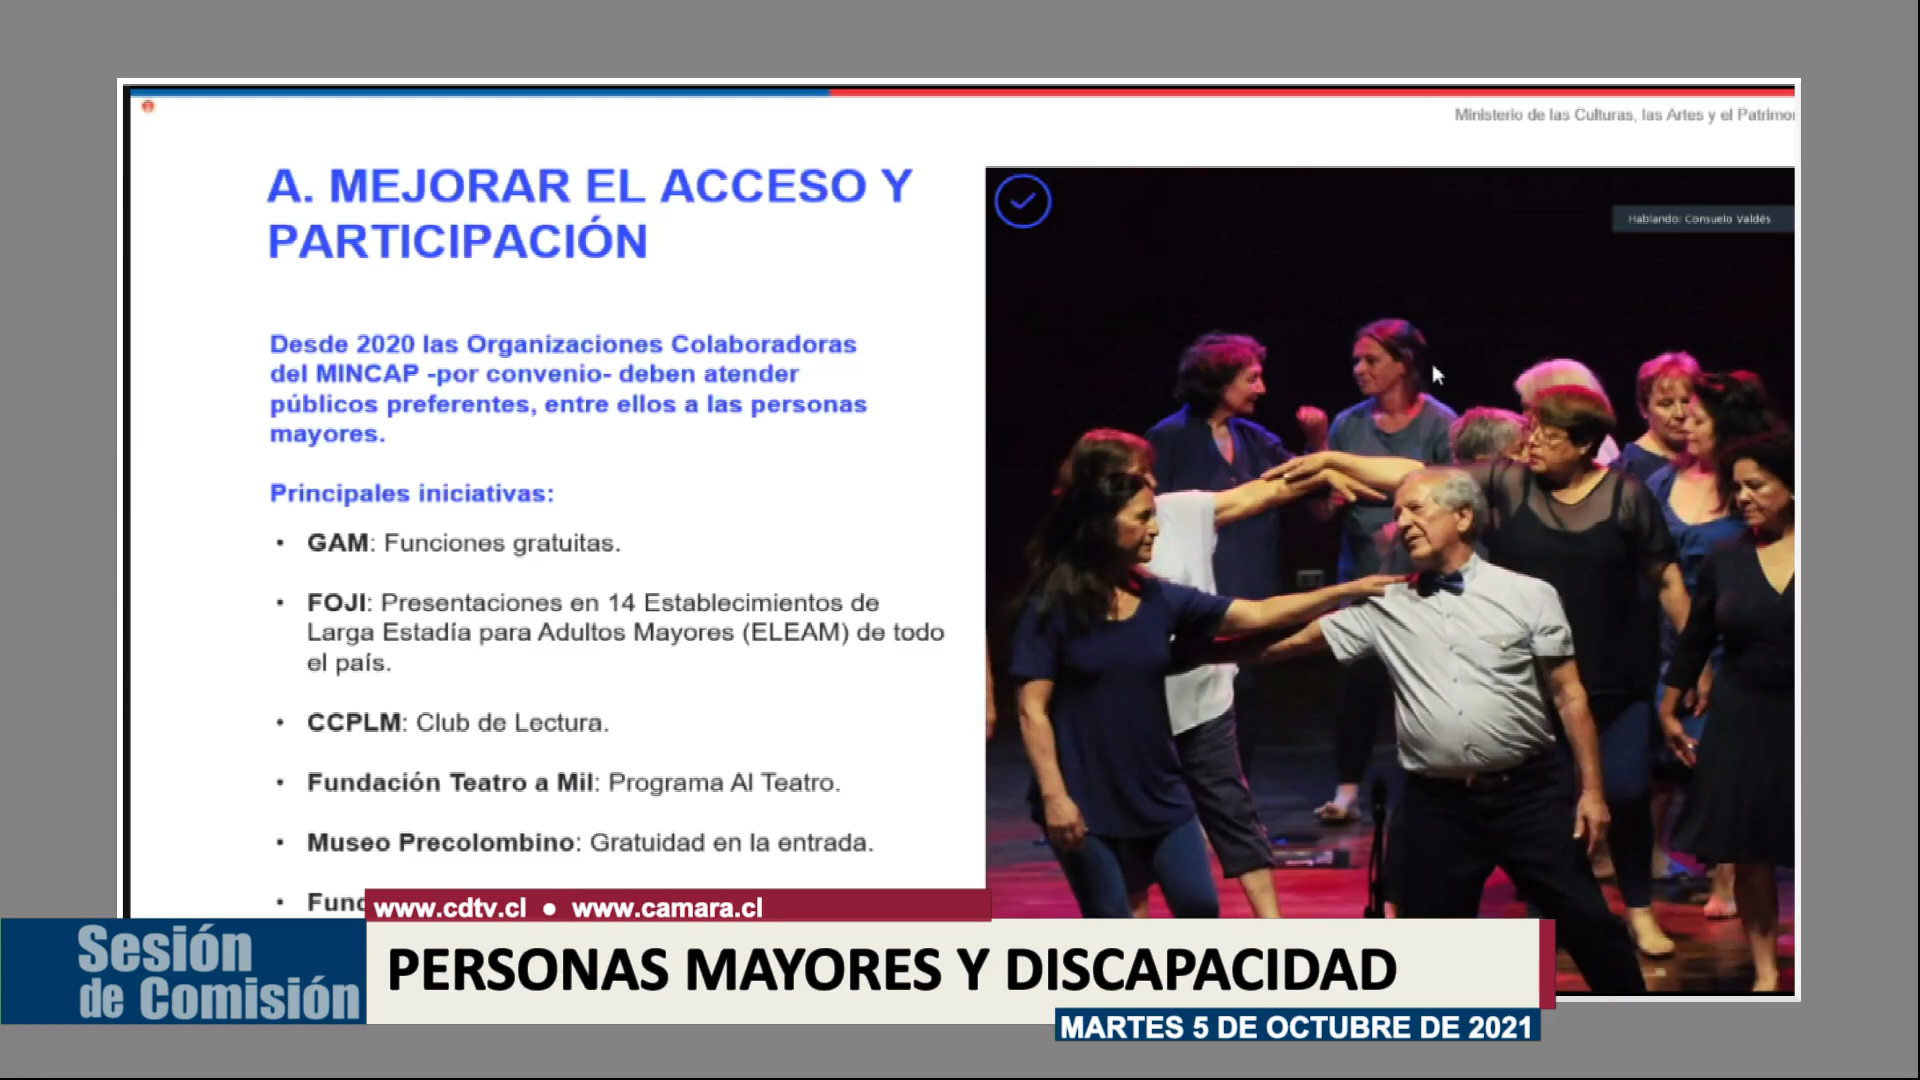 Ministerio de las Culturas, las Artes y el
A. MEJORAR EL ACCESO Y
PARTICIPACIÓN
Hablando: Consuelo Valdés
Desde 2020 las Organizaciones Colaboradoras
del MINCAP -por convenio- deben atender
públicos preferentes, entre ellos a las personas
mayores.
Principales iniciativas:
• GAM: Funciones gratuitas.
• FOJI: Presentaciones en 14 Establecimientos de
Larga Estadía para Adultos Mayores (ELEAM) de todo
el país.
• CCPLM: Club de Lectura.
• Fundación Teatro a Mil: Programa Al Teatro.
• Museo Precolombino: Gratuidad en la entrada.
www.cdtv.cl • www.camara.cl
Sesión
de Comisión
PERSONAS MAYORES Y DISCAPACIDAD
MARTES 5 DE OCTUBRE DE 2021